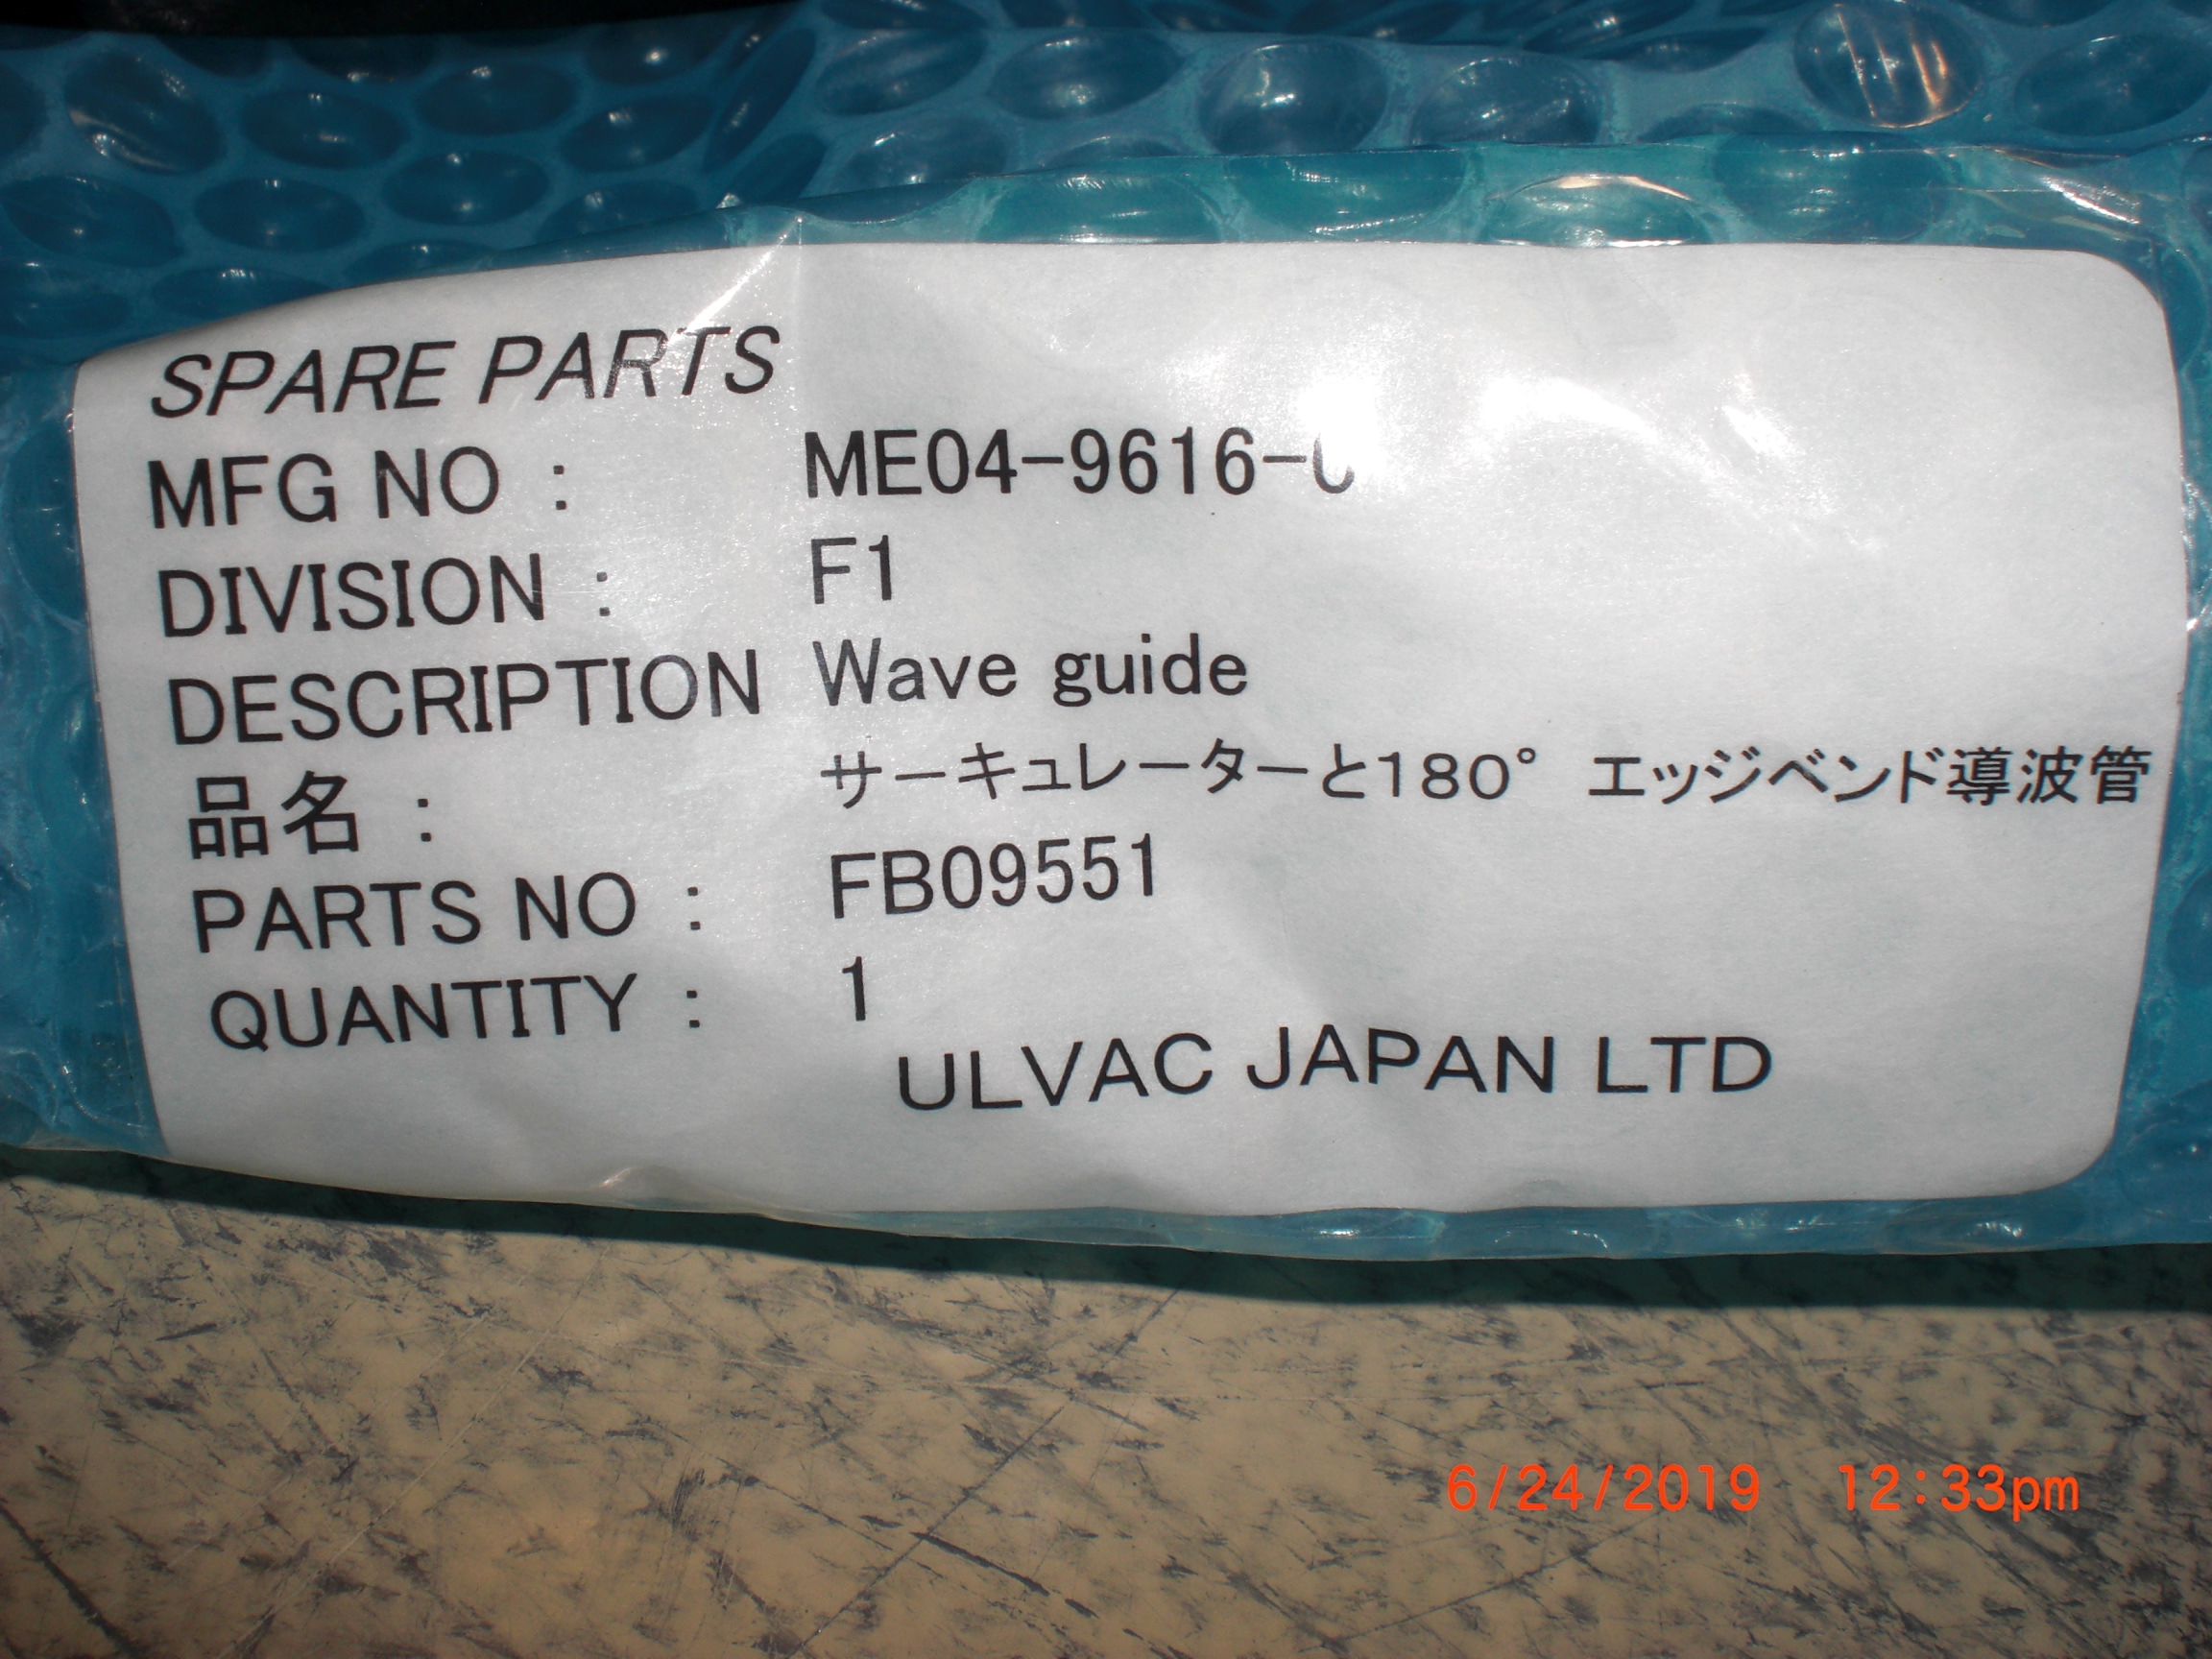 SPARE PARTS
MFG NO : ME04-9616-
DIVISION : F1
DESCRIPTION Wave guide
品名 : サーキュレーターと180° エッジベンド導波管
PARTS NO : FB09551
QUANTITY : 1
ULVAC JAPAN LTD
6/24/2019 12:33pm